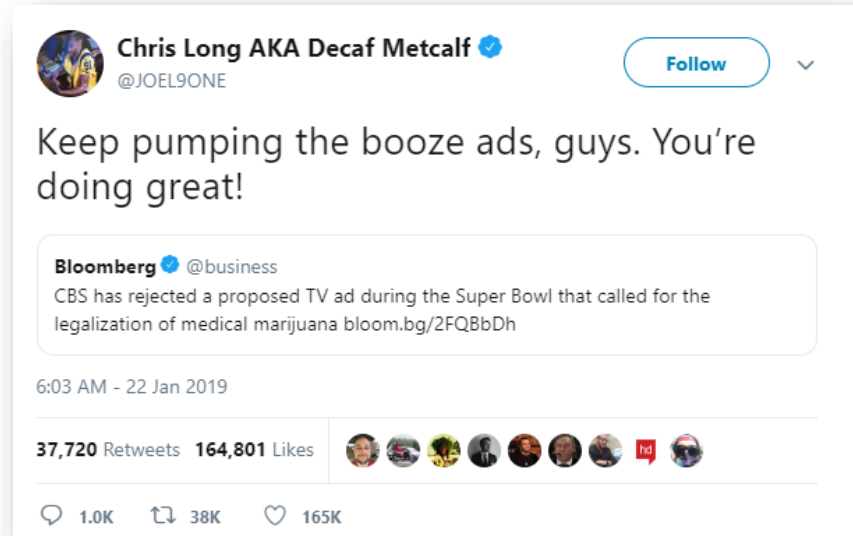 Chris Long AKA Decaf Metcalf
@JOEL9ONE
Follow
Keep pumping the booze ads, guys. You're
doing great!
Bloomberg @business
CBS has rejected a proposed TV ad during the Super Bowl that called for the
legalization of medical marijuana bloom.bg/2FQBbDh
6:03 AM - 22 Jan 2019
37,720 Retweets 164,801 Likes
hd
1.0K 38K 165K